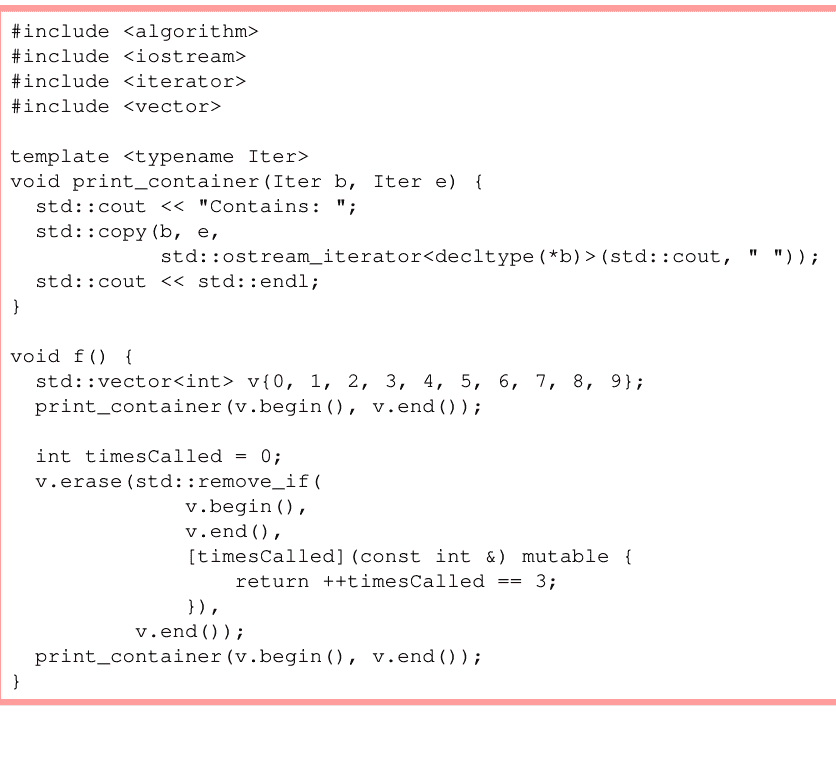 #include <algorithm>
#include <iostream>
#include <iterator>
#include <vector>

template <typename Iter>
void print_container(Iter b, Iter e) {
  std::cout << "Contains: ";
  std::copy(b, e,
            std::ostream_iterator<decltype(*b)>(std::cout, " "));
  std::cout << std::endl;
}

void f() {
  std::vector<int> v{0, 1, 2, 3, 4, 5, 6, 7, 8, 9};
  print_container(v.begin(), v.end());

  int timesCalled = 0;
  v.erase(std::remove_if(
              v.begin(),
              v.end(),
              [timesCalled](const int &) mutable {
                  return ++timesCalled == 3;
              }),
          v.end());
  print_container(v.begin(), v.end());
}